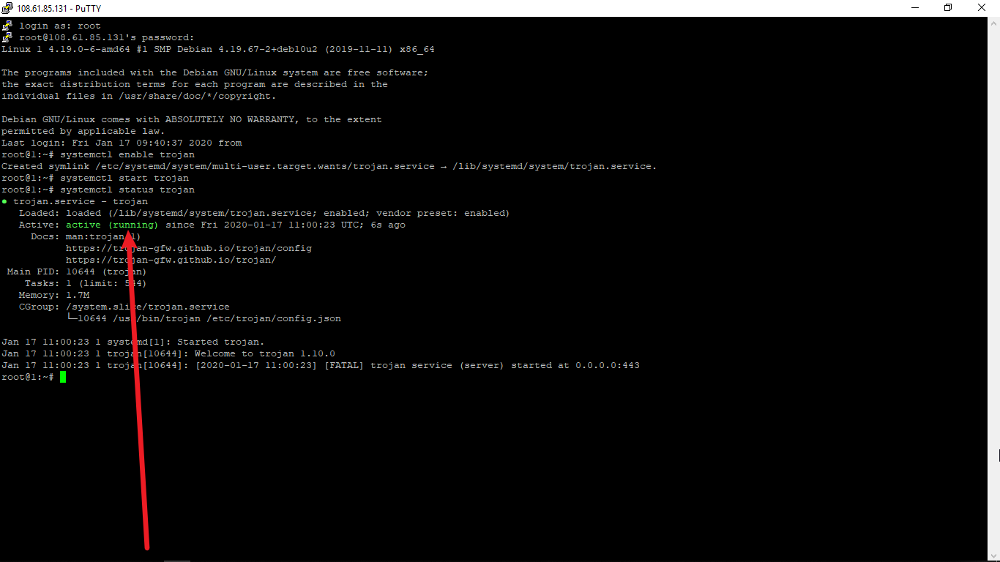 108.61.85.131 - PuTTY
login as: root
root@108.61.85.131's password:
Linux 1 4.19.0-6-amd64 #1 SMP Debian 4.19.67-2+deb10u2 (2019-11-11) x86_64
The programs included with the Debian GNU/Linux system are free software;
the exact distribution terms for each program are described in the
individual files in /usr/share/doc/*/copyright.
Debian GNU/Linux comes with ABSOLUTELY NO WARRANTY, to the extent
permitted by applicable law.
Last login: Fri Jan 17 09:40:37 2020 from
root@1:~# systemctl enable trojan
Created symlink /etc/systemd/system/multi-user.target.wants/trojan.service → /lib/systemd/system/trojan.service.
root@1:~# systemctl start trojan
root@1:~# systemctl status trojan
● trojan.service - trojan
Loaded: loaded (/lib/systemd/system/trojan.service; enabled; vendor preset: enabled)
Active: active (running) since Fri 2020-01-17 11:00:23 UTC; 6s ago
Docs: man:trojan(1)
https://trojan-gfw.github.io/trojan/config
https://trojan-gfw.github.io/trojan/
Main PID: 10644 (trojan)
Tasks: 1 (limit: 544)
Memory: 1.7M
CGroup: /system.slice/trojan.service
└─10644 /usr/bin/trojan /etc/trojan/config.json
Jan 17 11:00:23 1 systemd[1]: Started trojan.
Jan 17 11:00:23 1 trojan[10644]: Welcome to trojan 1.10.0
Jan 17 11:00:23 1 trojan[10644]: [2020-01-17 11:00:23] [FATAL] trojan service (server) started at 0.0.0.0:443
root@1:~#